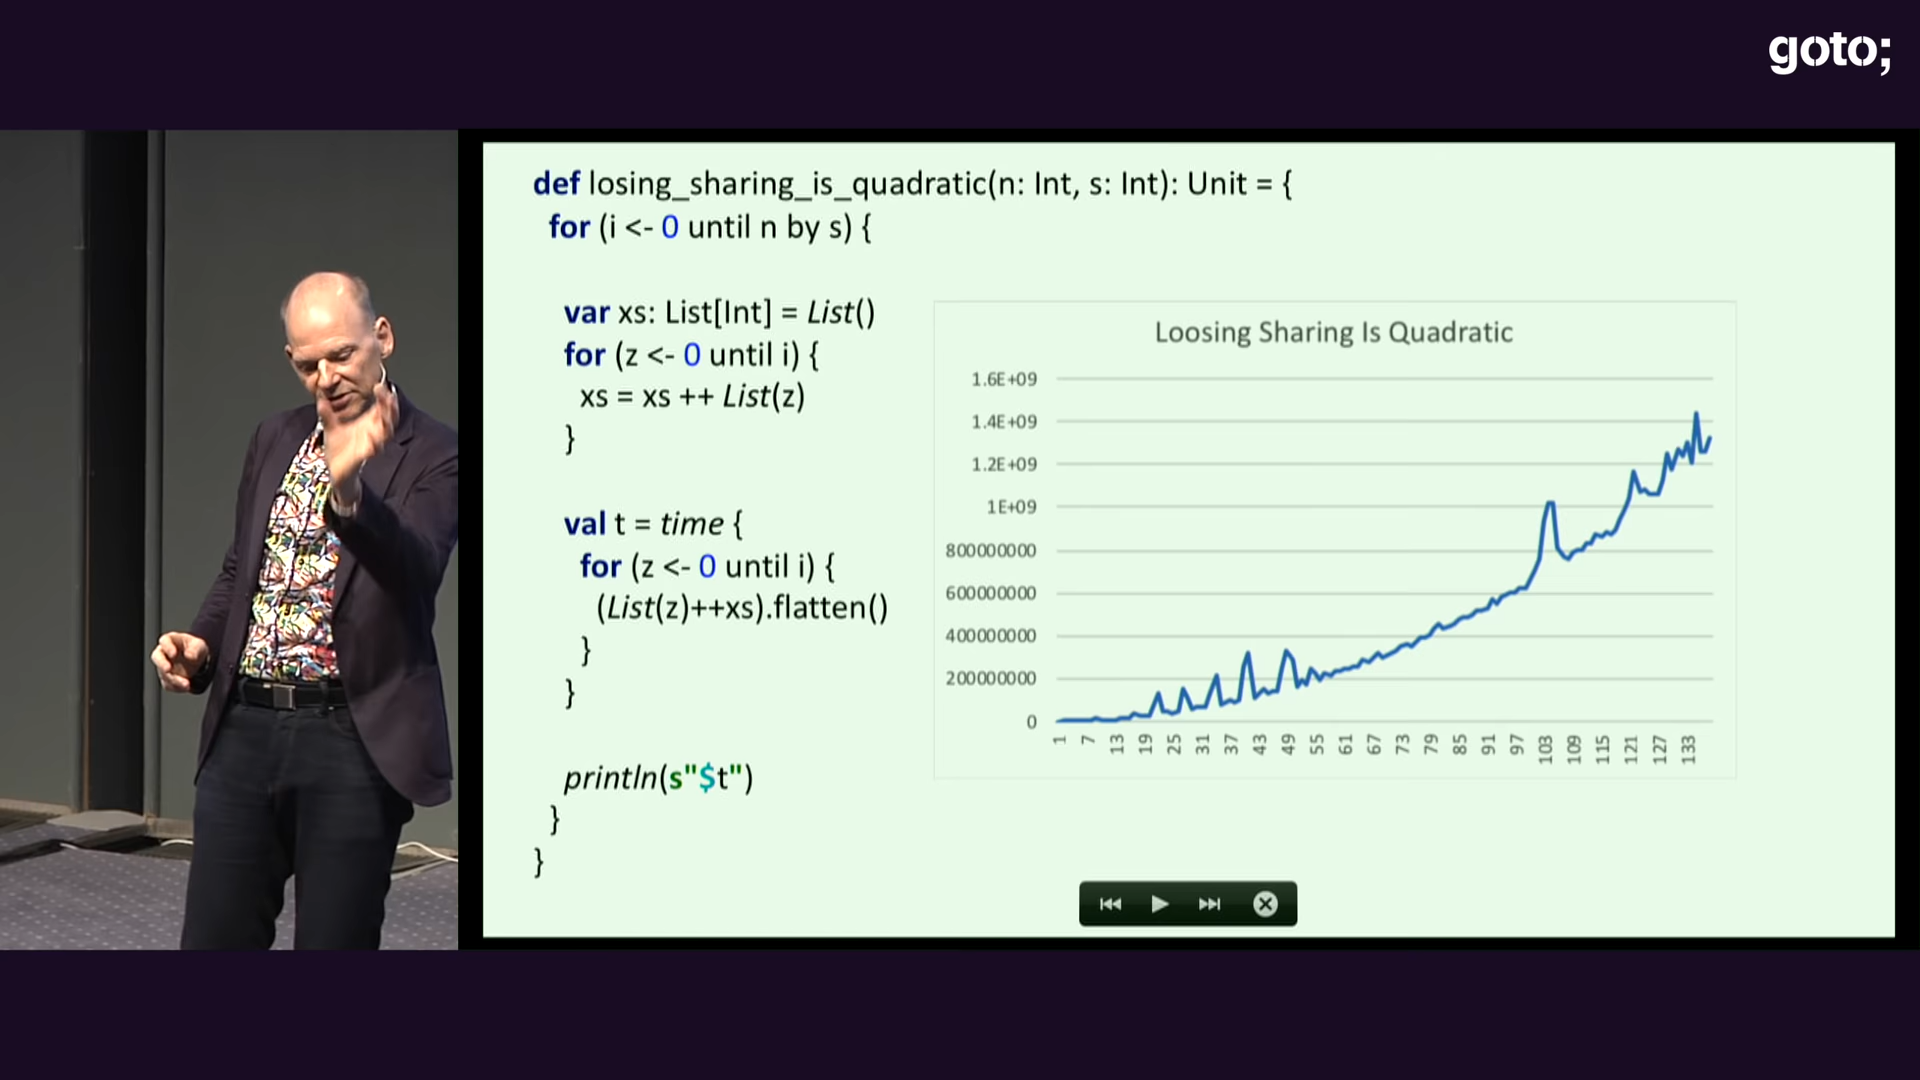 goto;
def losing_sharing_is_quadratic(n: Int, s: Int): Unit = {
for (i <- 0 until n by s) {
var xs: List[Int] = List()
for (z <- 0 until i) {
xs = xs ++ List(z)
}
val t = time {
for (z <- 0 until i) {
(List(z)++xs).flatten()
}
}
println(s"$t")
}
}
Loosing Sharing Is Quadratic
1.6E+09
1.4E+09
1.2E+09
1E+09
800000000
600000000
400000000
200000000
0
1 7 13 19 25 31 37 43 49 55 61 67 73 79 85 91 97 103 109 115 121 127 133